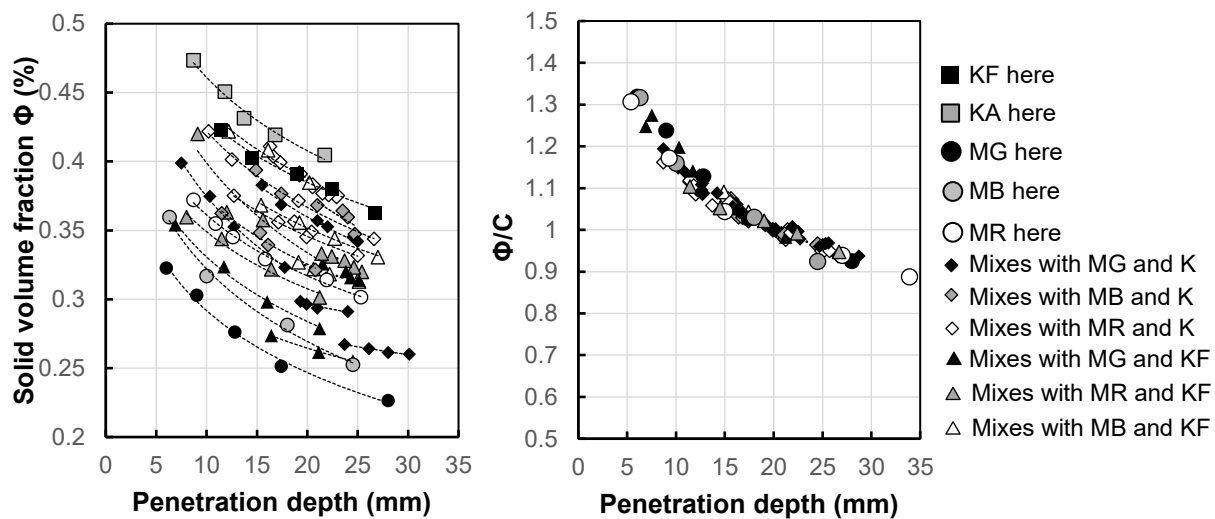 0.5
0.45
0.4
0.35
0.3
0.25
0.2
0 5 10 15 20 25 30 35
Solid volume fraction Φ (%)
Penetration depth (mm)
1.5
1.4
1.3
1.2
1.1
1
0.9
0.8
0.7
0.6
0.5
0 5 10 15 20 25 30 35
Φ/C
Penetration depth (mm)
KF here
KA here
MG here
MB here
MR here
Mixes with MG and K
Mixes with MB and K
Mixes with MR and K
Mixes with MG and KF
Mixes with MR and KF
Mixes with MB and KF